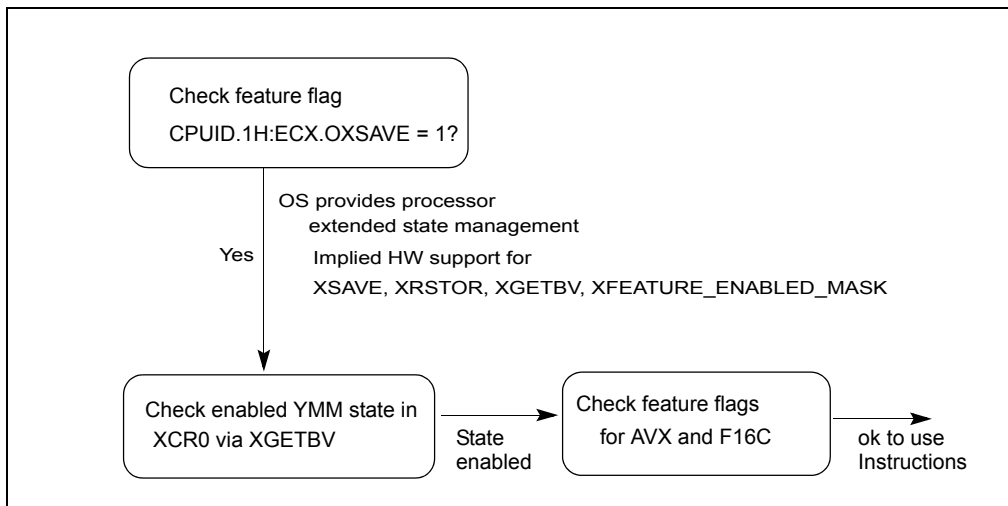 Check feature flag
CPUID.1H:ECX.OXSAVE = 1?
OS provides processor
extended state management
Yes
Implied HW support for
XSAVE, XRSTOR, XGETBV, XFEATURE_ENABLED_MASK
Check enabled YMM state in
XCR0 via XGETBV
State
enabled
Check feature flags
for AVX and F16C
ok to use
Instructions